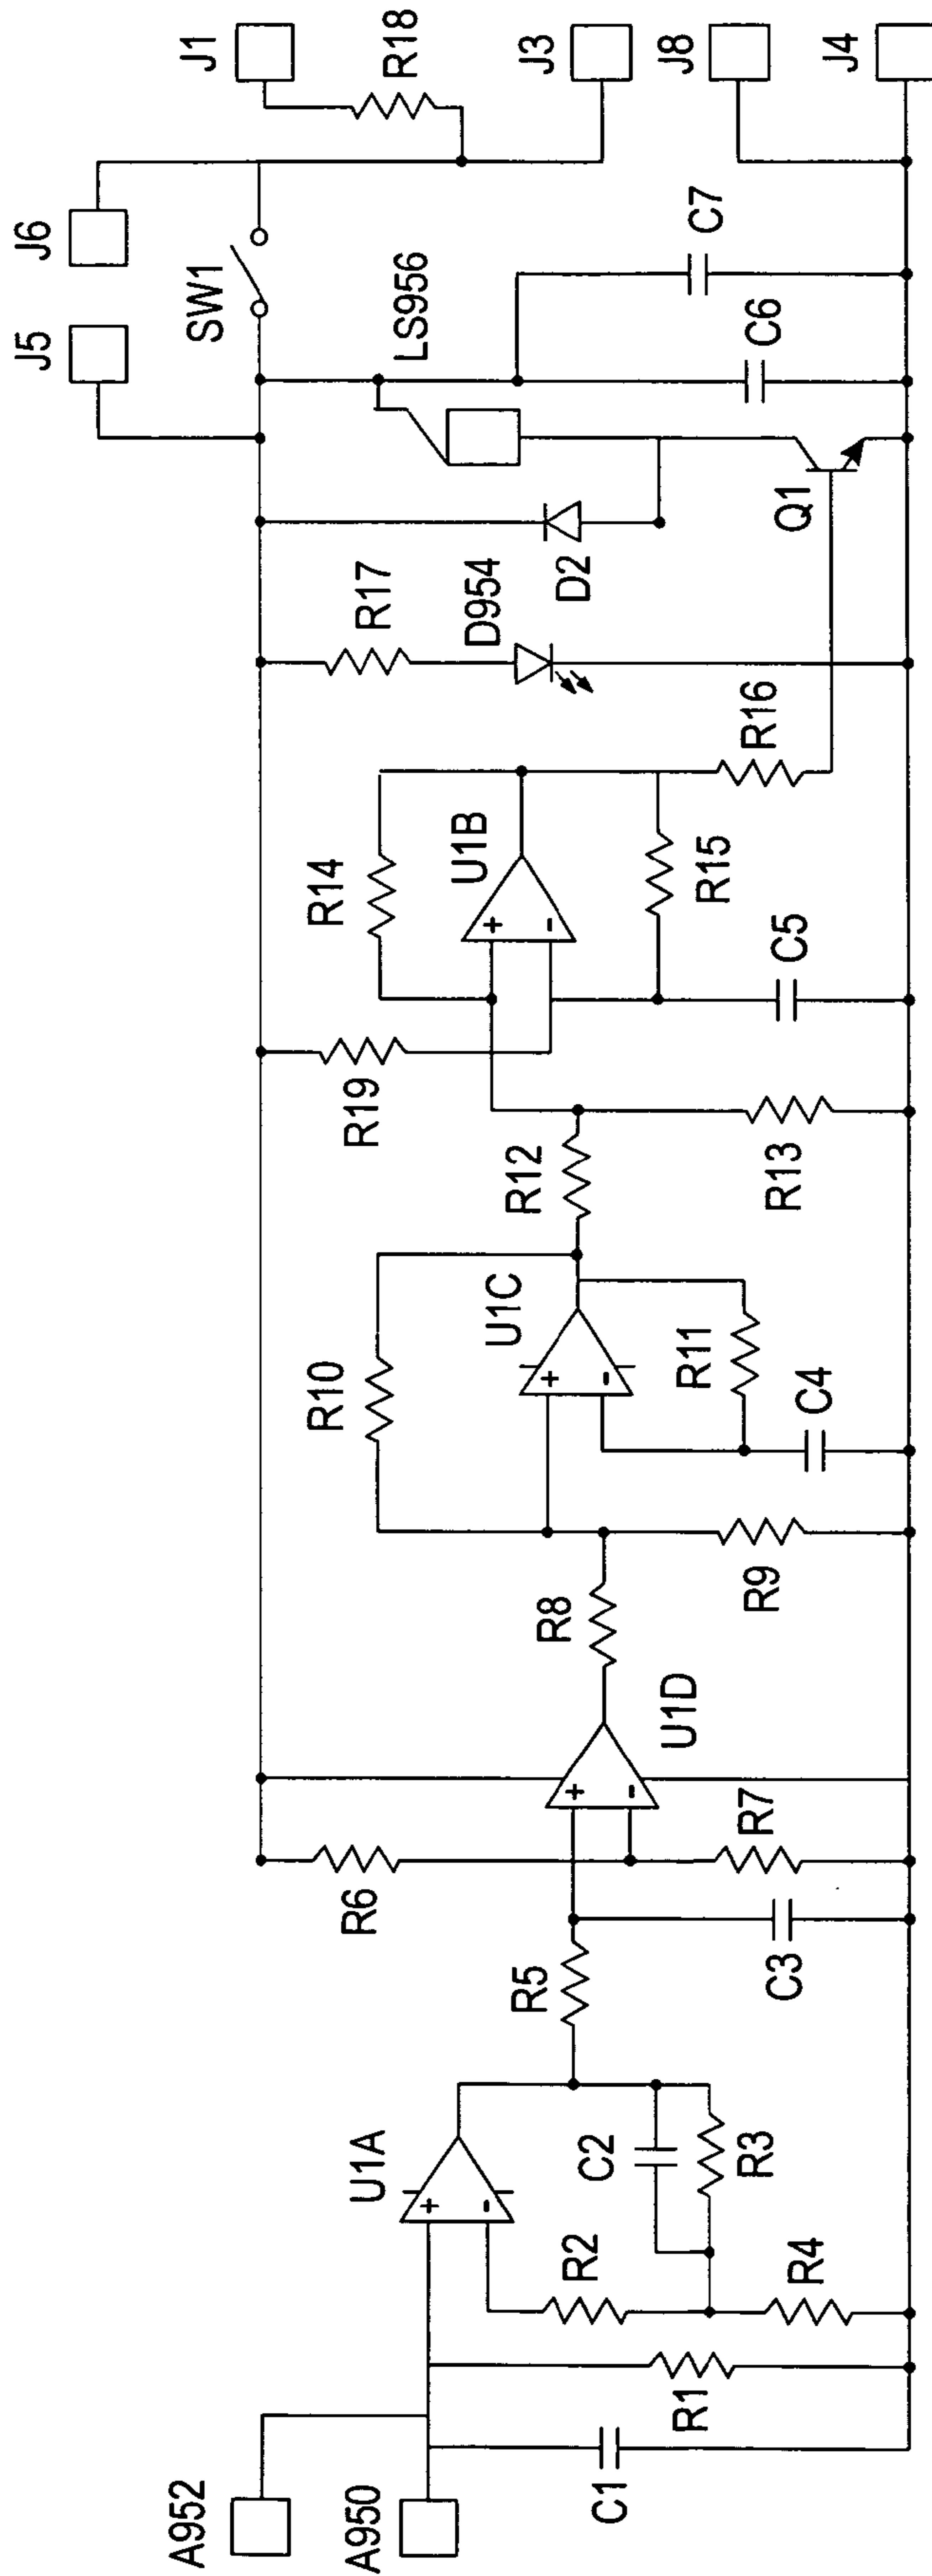 A952
A950
C1
R1
U1A
+
-
R2
C2
R3
R4
R5
C3
R6
R7
+
-
U1D
R8
R9
R10
U1C
+
-
R11
C4
R12
R13
R19
R14
U1B
+
-
R15
C5
R16
R17
D954
D2
Q1
LS956
C6
C7
SW1
J5
J6
J1
R18
J3
J8
J4